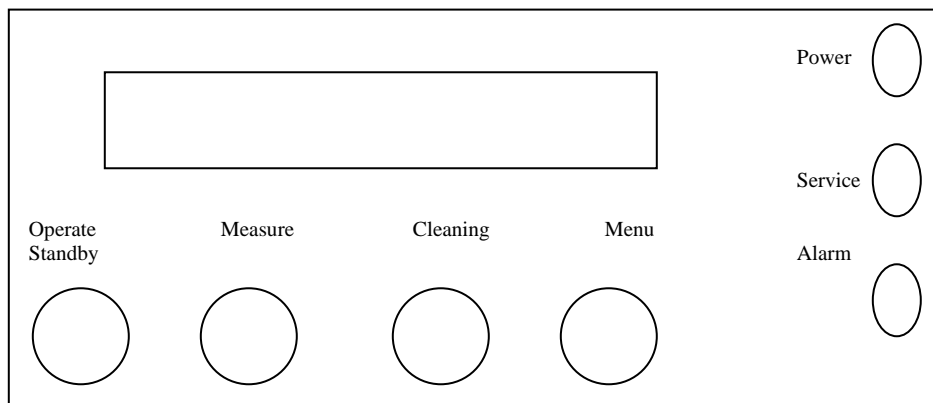 Power
Service
Operate
Standby
Measure
Cleaning
Menu
Alarm